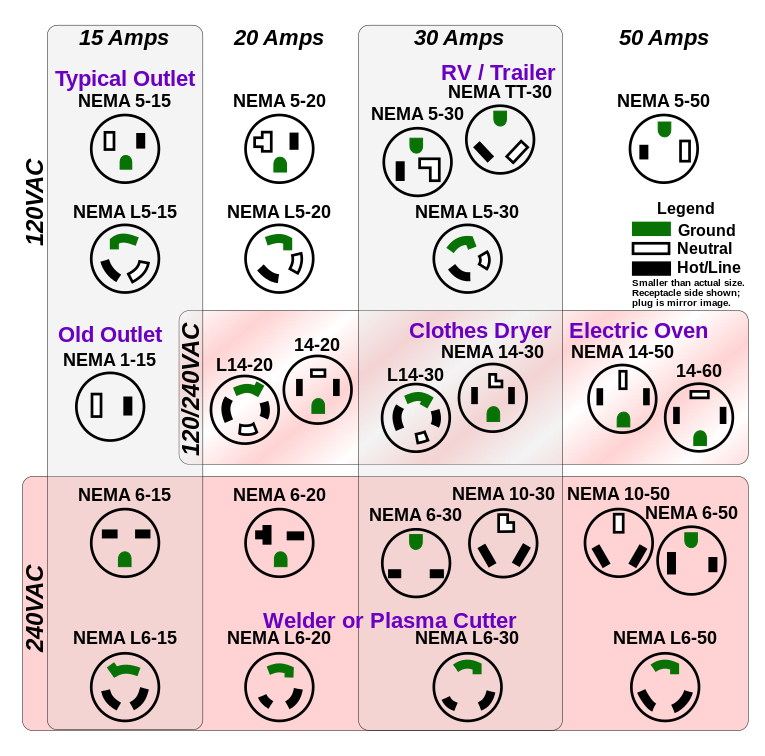 15 Amps
20 Amps
30 Amps
50 Amps
120VAC
Typical Outlet
NEMA 5-15
NEMA 5-20
RV / Trailer
NEMA TT-30
NEMA 5-30
NEMA 5-50
NEMA L5-15
NEMA L5-20
NEMA L5-30
Legend
Ground
Neutral
Hot/Line
Smaller than actual size.
Receptacle side shown;
plug is mirror image.
Old Outlet
NEMA 1-15
120/240VAC
L14-20
14-20
Clothes Dryer
NEMA 14-30
L14-30
Electric Oven
NEMA 14-50
14-60
240VAC
NEMA 6-15
NEMA 6-20
NEMA 10-30
NEMA 6-30
NEMA 10-50
NEMA 6-50
Welder or Plasma Cutter
NEMA L6-15
NEMA L6-20
NEMA L6-30
NEMA L6-50